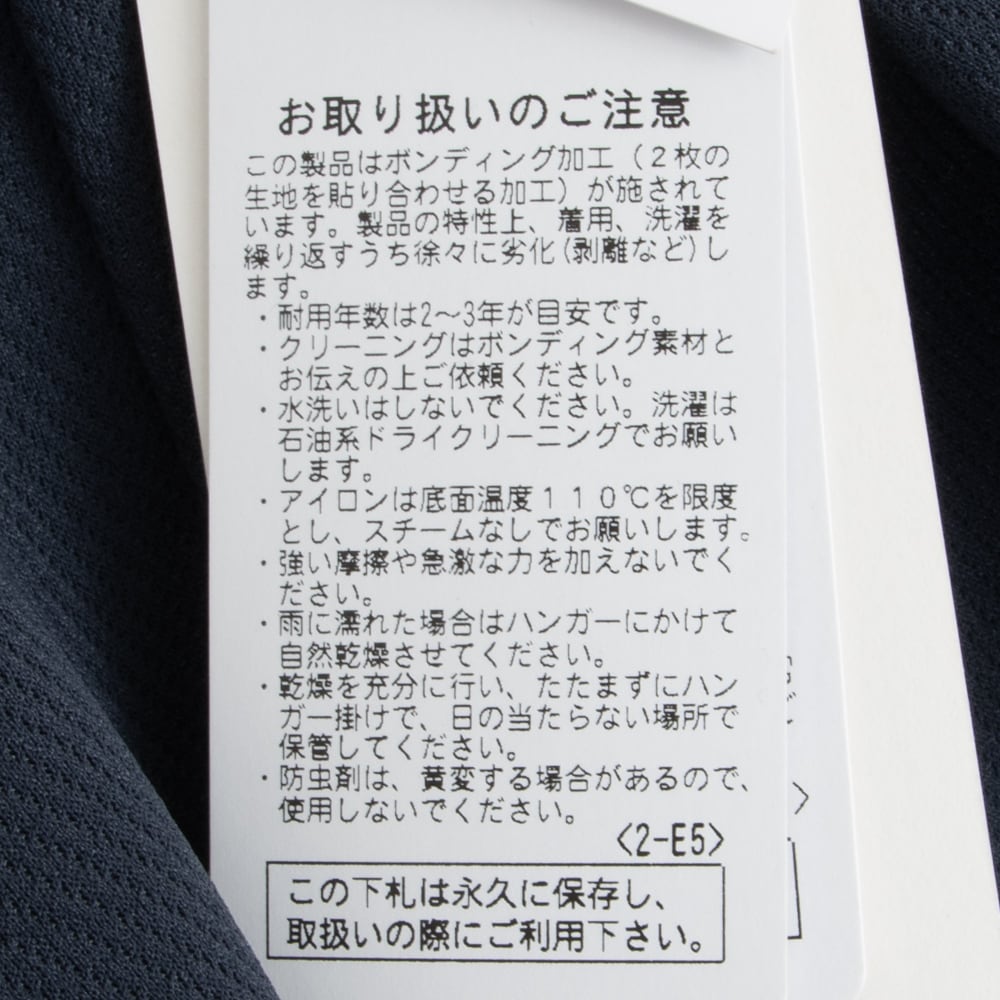 お取り扱いのご注意
この製品はボンディング加工（２枚の
生地を貼り合わせる加工）が施されて
います。製品の特性上、着用、洗濯を
繰り返すうち徐々に劣化(剥離など)し
ます。
・耐用年数は2～3年が目安です。
・クリーニングはボンディング素材と
お伝えの上ご依頼ください。
・水洗いはしないでください。洗濯は
石油系ドライクリーニングでお願い
します。
・アイロンは底面温度１１０℃を限度
とし、スチームなしでお願いします。
・強い摩擦や急激な力を加えないでく
ださい。
・雨に濡れた場合はハンガーにかけて
自然乾燥させてください。
・乾燥を充分に行い、たたまずにハン
ガー掛けで、日の当たらない場所で
保管してください。
・防虫剤は、黄変する場合があるので、
使用しないでください。
<2-E5>
この下札は永久に保存し、
取扱いの際にご利用下さい。